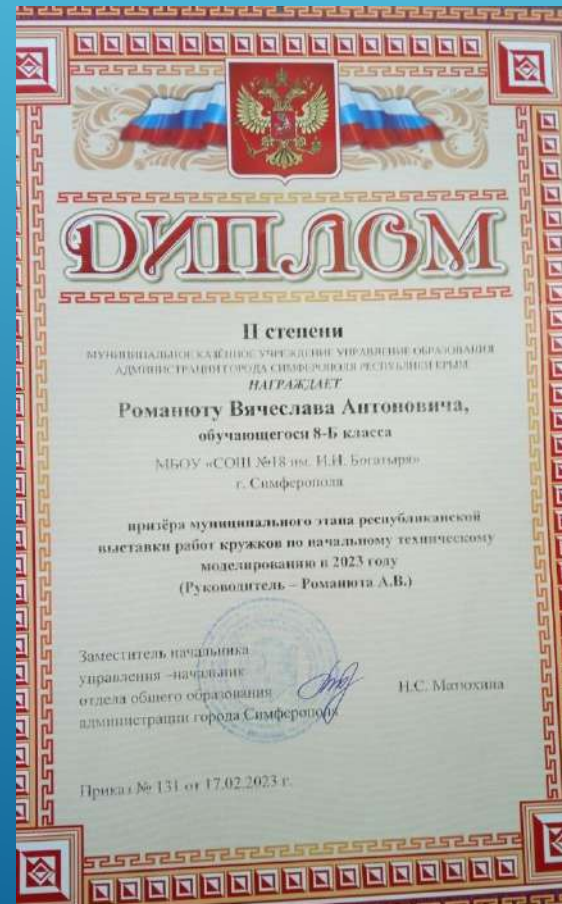 ДИПЛОМ
II степени
МУНИЦИПАЛЬНОЕ КАЗЁННОЕ УЧРЕЖДЕНИЕ УПРАВЛЕНИЕ ОБРАЗОВАНИЯ
АДМИНИСТРАЦИИ ГОРОДА СИМФЕРОПОЛЯ РЕСПУБЛИКИ КРЫМ
НАГРАЖДАЕТ
Романюту Вячеслава Антоновича,
обучающегося 8-Б класса
МБОУ «СОШ №18 им. И.И. Богатыря»
г. Симферополя
призёра муниципального этапа республиканской
выставки работ кружков по начальному техническому
моделированию в 2023 году
(Руководитель – Романюта А.В.)
Заместитель начальника
управления –начальник
отдела общего образования
администрации города Симферополя
Н.С. Матюхина
Приказ № 131 от 17.02.2023 г.